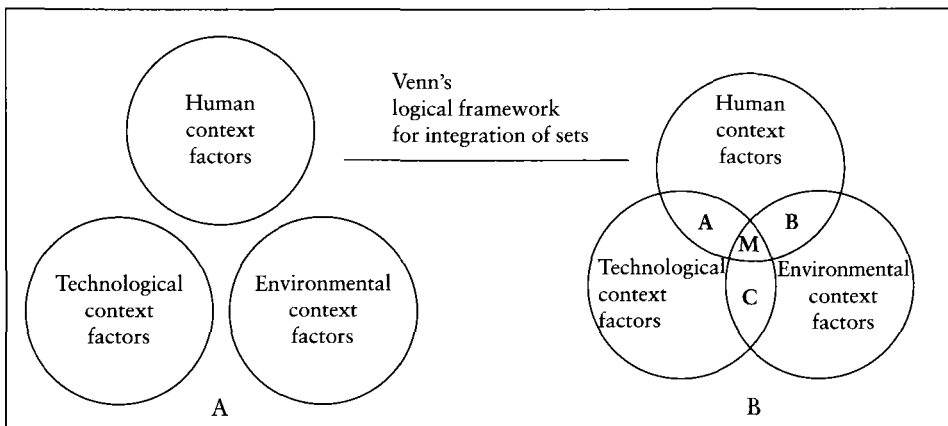 Human
context
factors
Technological
context
factors
Environmental
context
factors
A
Venn's
logical framework
for integration of sets
Human
context
factors
A
B
M
C
Technological
context
factors
Environmental
context
factors
B